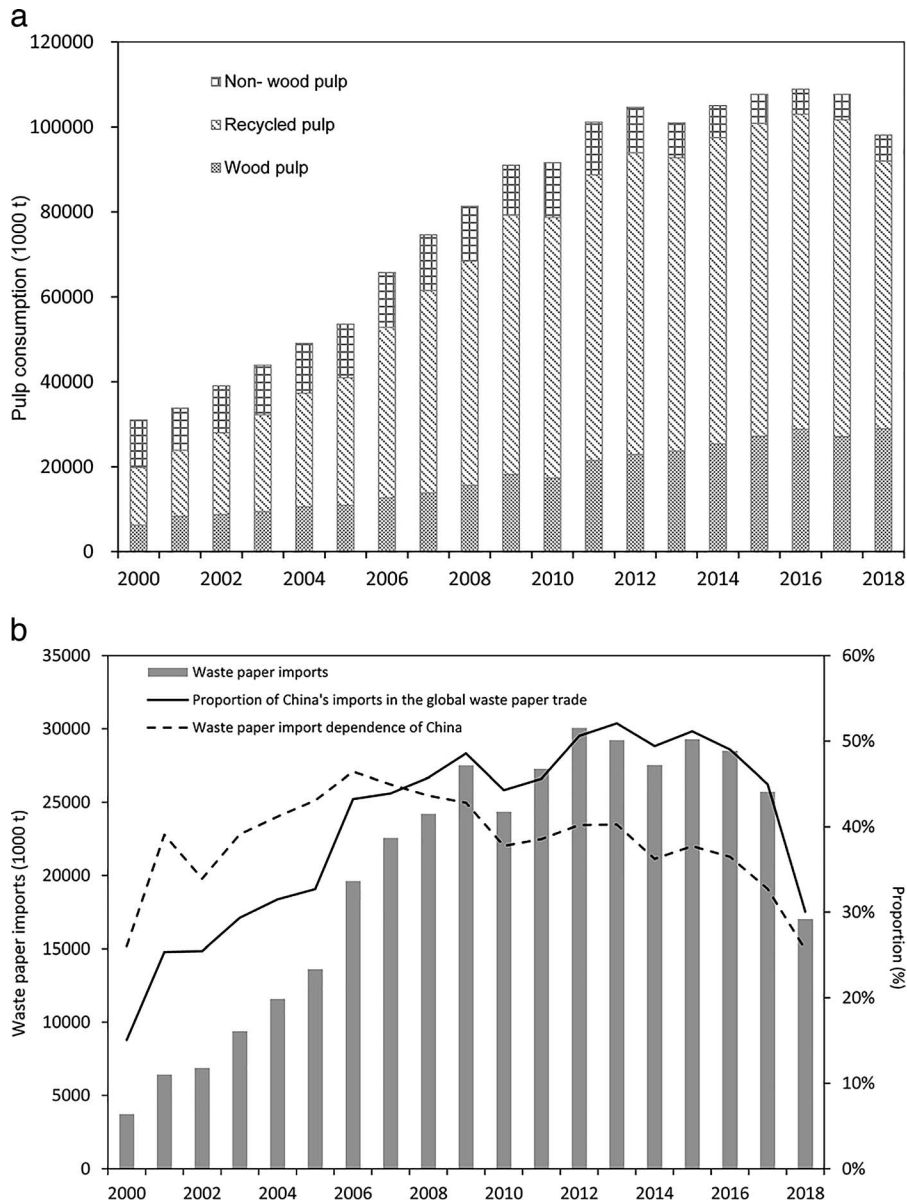 a
120000
100000
80000
60000
40000
20000
0
Pulp consumption (1000 t)
Non- wood pulp
Recycled pulp
Wood pulp
2000 2002 2004 2006 2008 2010 2012 2014 2016 2018
b
35000
30000
25000
20000
15000
10000
5000
0
Waste paper imports (1000 t)
Waste paper imports
Proportion of China's imports in the global waste paper trade
Waste paper import dependence of China
60%
50%
40%
30%
20%
10%
0%
Proportion (%)
2000 2002 2004 2006 2008 2010 2012 2014 2016 2018